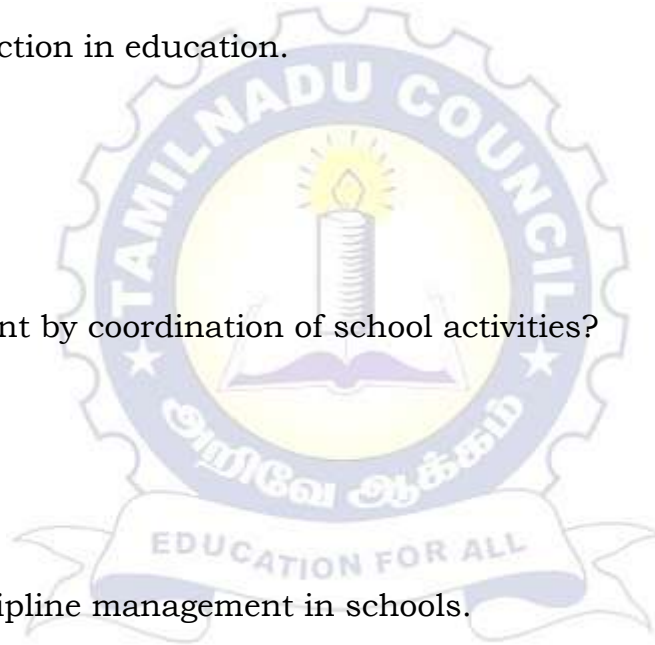 ction in education.
TAMILNADU COUNCIL
nt by coordination of school activities?
அறிவே ஆக்கம்
EDUCATION FOR ALL
ipline management in schools.